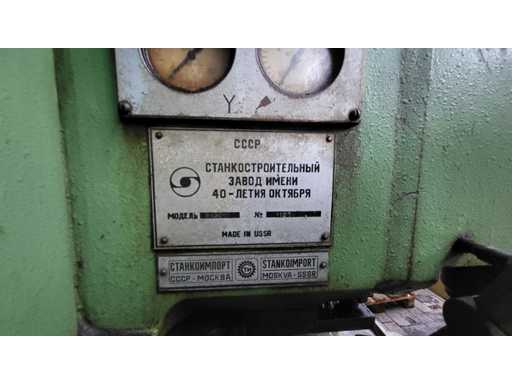 Y
СССР
СТАНКОСТРОИТЕЛЬНЫЙ
ЗАВОД ИМЕНИ
40-ЛЕТИЯ ОКТЯБРЯ
МОДЕЛЬ №
MADE IN USSR
СТАНКОИМПОРТ STANKOIMPORT
СССР-МОСКВА MOSKVA-USSR